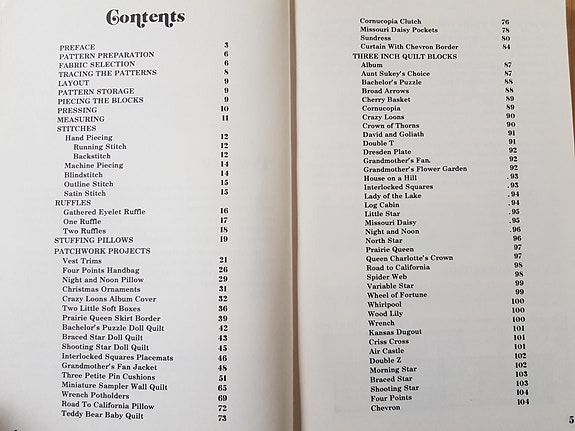 Contents
PREFACE 3
PATTERN PREPARATION 6
FABRIC SELECTION 6
TRACING THE PATTERNS 8
LAYOUT 9
PATTERN STORAGE 9
PIECING THE BLOCKS 9
PRESSING 10
MEASURING 11
STITCHES
Hand Piecing 12
Running Stitch 12
Backstitch 12
Machine Piecing 14
Blindstitch 14
Outline Stitch 15
Satin Stitch 15
RUFFLES
Gathered Eyelet Ruffle 16
One Ruffle 17
Two Ruffles 18
STUFFING PILLOWS 19
PATCHWORK PROJECTS
Vest Trims 21
Four Points Handbag 26
Night and Noon Pillow 29
Christmas Ornaments 31
Crazy Loons Album Cover 32
Two Little Soft Boxes 36
Prairie Queen Skirt Border 39
Bachelor's Puzzle Doll Quilt 42
Braced Star Doll Quilt 43
Shooting Star Doll Quilt 45
Interlocked Squares Placemats 46
Grandmother's Fan Jacket 48
Three Petite Pin Cushions 51
Miniature Sampler Wall Quilt 65
Wrench Potholders 69
Road To California Pillow 72
Teddy Bear Baby Quilt 73
Cornucopia Clutch 76
Missouri Daisy Pockets 78
Sundress 80
Curtain With Chevron Border 84
THREE INCH QUILT BLOCKS
Album 87
Aunt Sukey's Choice 87
Bachelor's Puzzle 88
Broad Arrows 88
Cherry Basket 89
Cornucopia 89
Crazy Loons 90
Crown of Thorns 90
David and Goliath 91
Double T 91
Dresden Plate 92
Grandmother's Fan. 92
Grandmother's Flower Garden 92
House on a Hill .93
Interlocked Squares .93
Lady of the Lake .94
Log Cabin .94
Little Star .95
Missouri Daisy .95
Night and Noon .96
North Star 96
Prairie Queen 97
Queen Charlotte's Crown 97
Road to California 98
Spider Web 98
Variable Star 99
Wheel of Fortune 99
Whirlpool 100
Wood Lily 100
Wrench 100
Kansas Dugout 101
Criss Cross 101
Air Castle 101
Double Z 102
Morning Star 102
Braced Star 103
Shooting Star 103
Four Points 104
Chevron 104
5